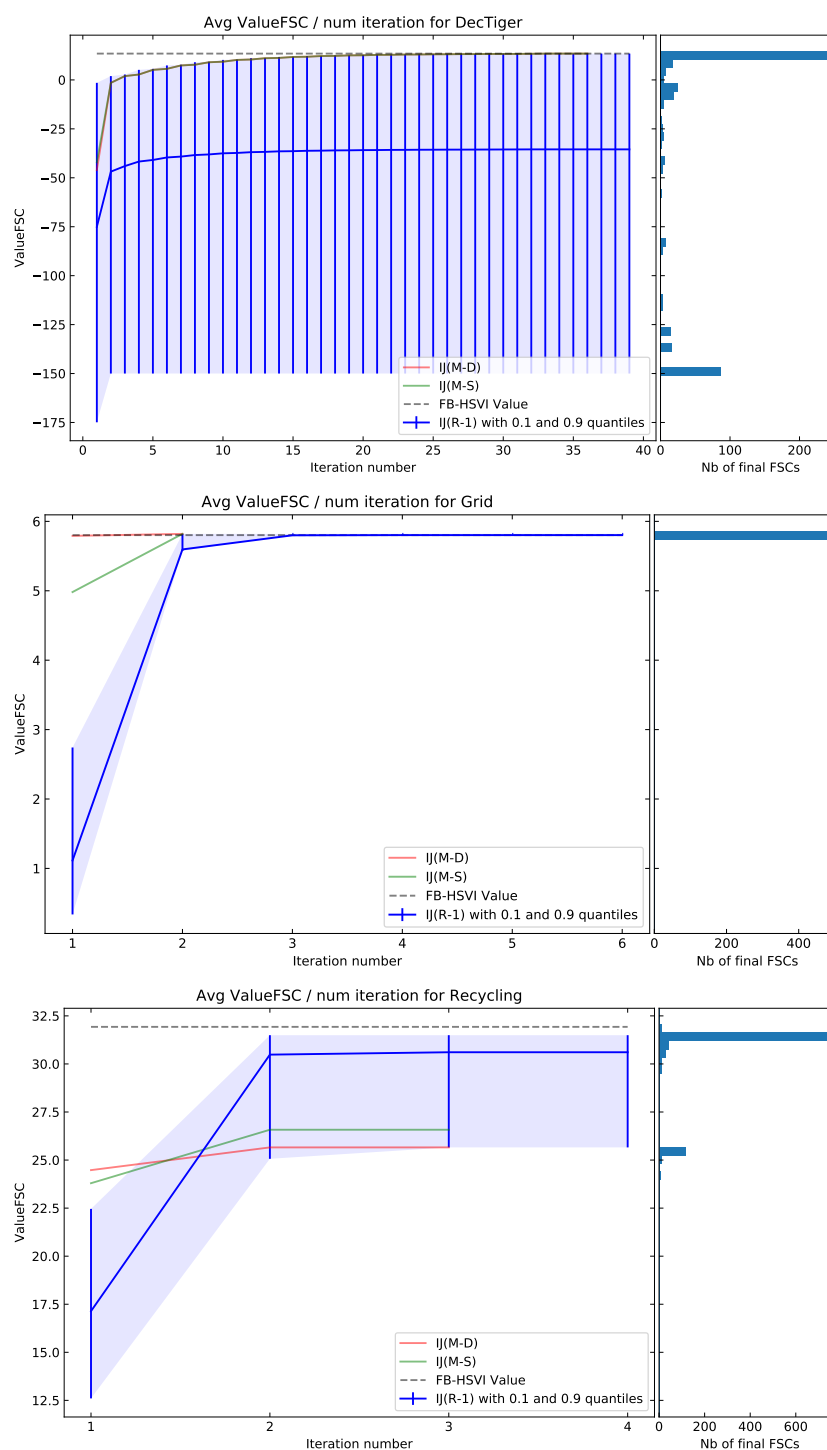 Avg ValueFSC / num iteration for DecTiger
ValueFSC
0
−25
−50
−75
−100
−125
−150
−175
IJ(M-D)
IJ(M-S)
FB-HSVI Value
IJ(R-1) with 0.1 and 0.9 quantiles
0 5 10 15 20 25 30 35 40
Iteration number
0 100 200
Nb of final FSCs
Avg ValueFSC / num iteration for Grid
ValueFSC
6
5
4
3
2
1
IJ(M-D)
IJ(M-S)
FB-HSVI Value
IJ(R-1) with 0.1 and 0.9 quantiles
1 2 3 4 5 6
Iteration number
0 200 400
Nb of final FSCs
Avg ValueFSC / num iteration for Recycling
ValueFSC
32.5
30.0
27.5
25.0
22.5
20.0
17.5
15.0
12.5
IJ(M-D)
IJ(M-S)
FB-HSVI Value
IJ(R-1) with 0.1 and 0.9 quantiles
1 2 3 4
Iteration number
0 200 400 600
Nb of final FSCs